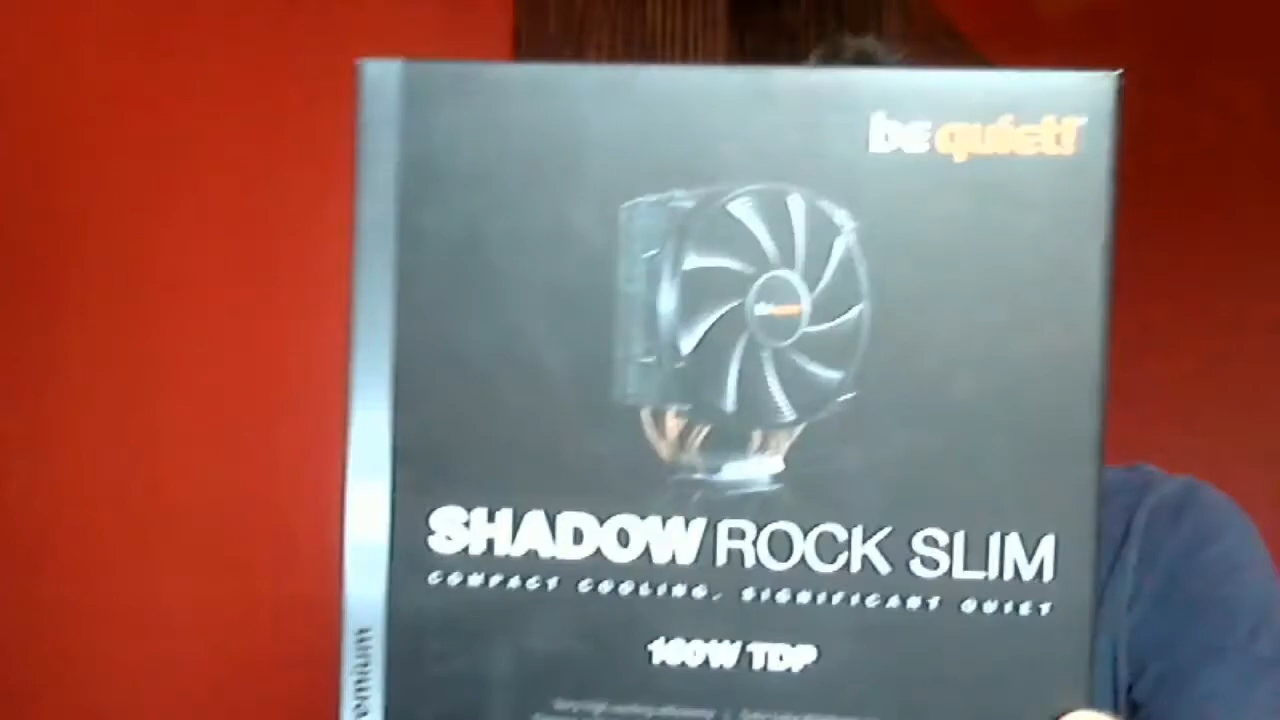 be quiet!
SHADOW ROCK SLIM
COMPACT COOLING. SIGNIFICANT QUIET
160W TDP